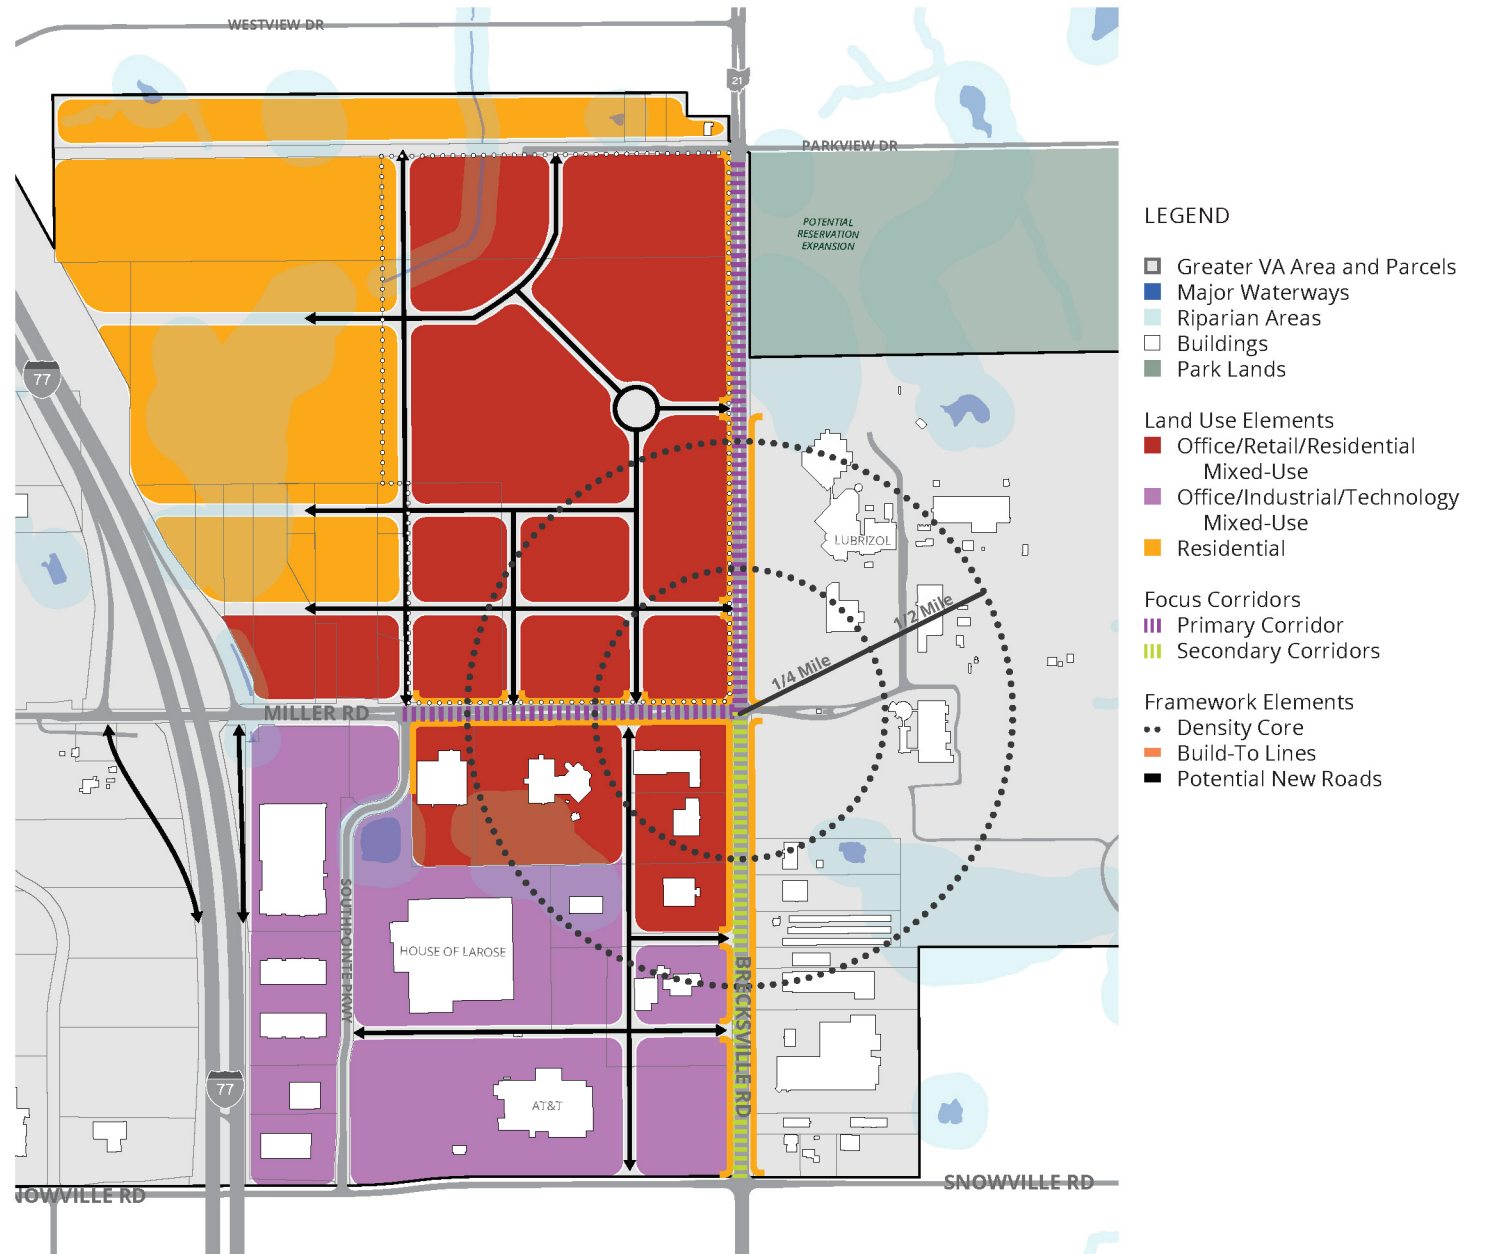 WESTVIEW DR
21
PARKVIEW DR
POTENTIAL
RESERVATION
EXPANSION
77
LUBRIZOL
1/2 Mile
1/4 Mile
MILLER RD
SOUTHPOINTE PKWY
HOUSE OF LAROSE
BRECKSVILLE RD
77
AT&T
NOWVILLE RD
SNOWVILLE RD
LEGEND
Greater VA Area and Parcels
Major Waterways
Riparian Areas
Buildings
Park Lands
Land Use Elements
Office/Retail/Residential
Mixed-Use
Office/Industrial/Technology
Mixed-Use
Residential
Focus Corridors
Primary Corridor
Secondary Corridors
Framework Elements
Density Core
Build-To Lines
Potential New Roads